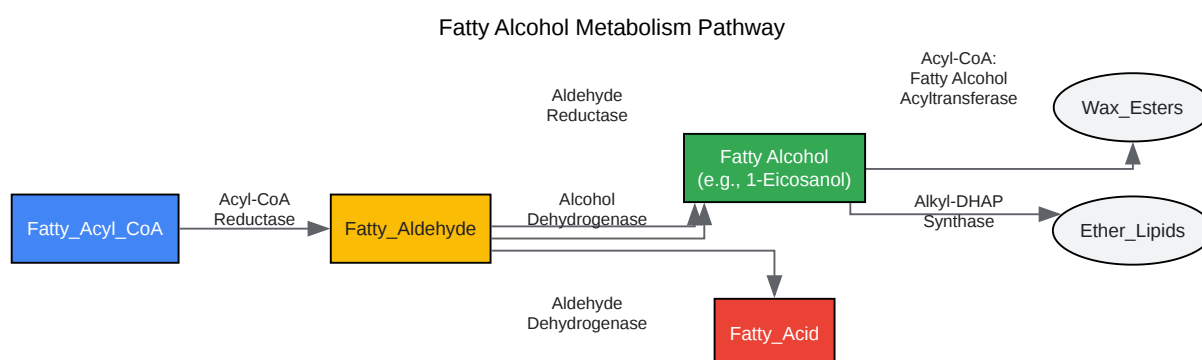 Fatty Alcohol Metabolism Pathway
Acyl-CoA:
Fatty Alcohol
Acyltransferase
Aldehyde
Reductase
Wax_Esters
Fatty Alcohol
(e.g., 1-Eicosanol)
Acyl-CoA
Reductase
Alcohol
Dehydrogenase
Alkyl-DHAP
Synthase
Fatty_Acyl_CoA
Fatty_Aldehyde
Ether_Lipids
Aldehyde
Dehydrogenase
Fatty_Acid